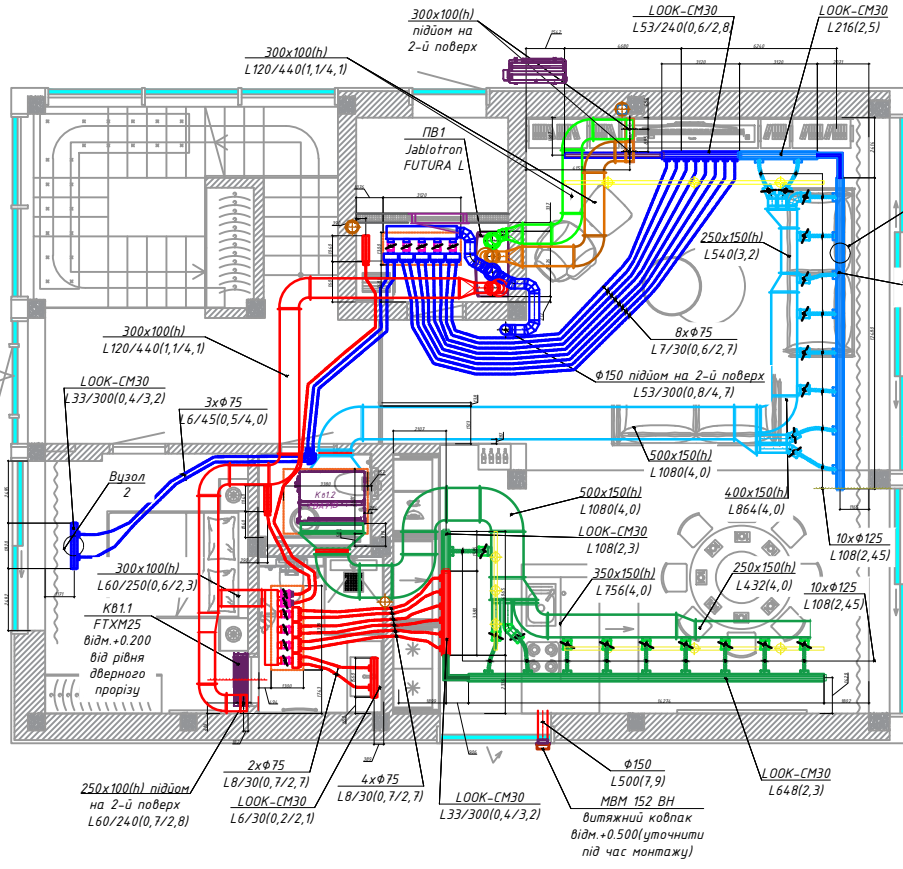 300x100(h)
підйом на
2-й поверх
LOOK-CM30
L53/240(0,6/2,8)
LOOK-CM30
L216(2,5)
300x100(h)
L120/440(1,1/4,1)
ПВ1
Jablotron
FUTURA L
250x150(h)
L540(3,2)
300x100(h)
L120/440(1,1/4,1)
8xФ75
L7/30(0,6/2,7)
Ф150 підйом на 2-й поверх
L53/300(0,8/4,7)
LOOK-CM30
L33/300(0,4/3,2)
3xФ75
L6/45(0,5/4,0)
Вузол
2
Кв1.2
500x150(h)
L1080(4,0)
500x150(h)
L1080(4,0)
400x150(h)
L864(4,0)
LOOK-CM30
L108(2,3)
10xФ125
L108(2,45)
300x100(h)
L60/250(0,6/2,3)
350x150(h)
L756(4,0)
250x150(h)
L432(4,0)
10xФ125
L108(2,45)
КВ1.1
FTXM25
відм.+0.200
від рівня
дверного
прорізу
250x100(h) підйом
на 2-й поверх
L60/240(0,7/2,8)
2xФ75
L8/30(0,7/2,7)
LOOK-CM30
L6/30(0,2/2,1)
4xФ75
L8/30(0,7/2,7)
LOOK-CM30
L33/300(0,4/3,2)
Ф150
L500(7,9)
МВМ 152 ВН
витяжний ковпак
відм.+0.500(уточнити
під час монтажу)
LOOK-CM30
L648(2,3)